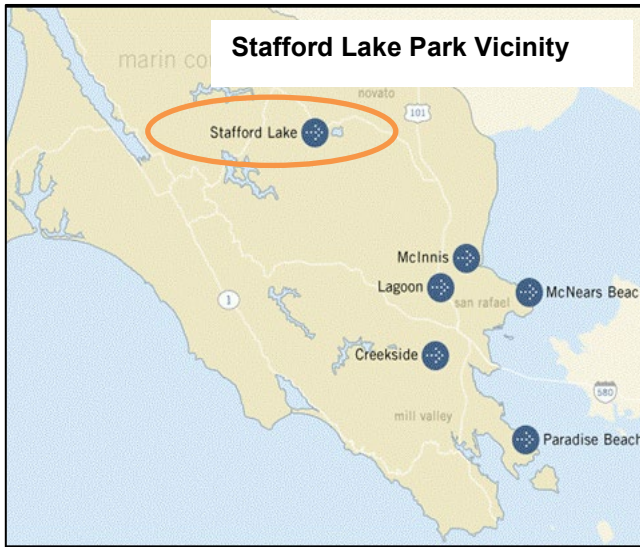 Stafford Lake Park Vicinity
marin cou
novato
101
Stafford Lake
McInnis
Lagoon
san rafael
McNears Beac
1
Creekside
580
mill valley
Paradise Beach